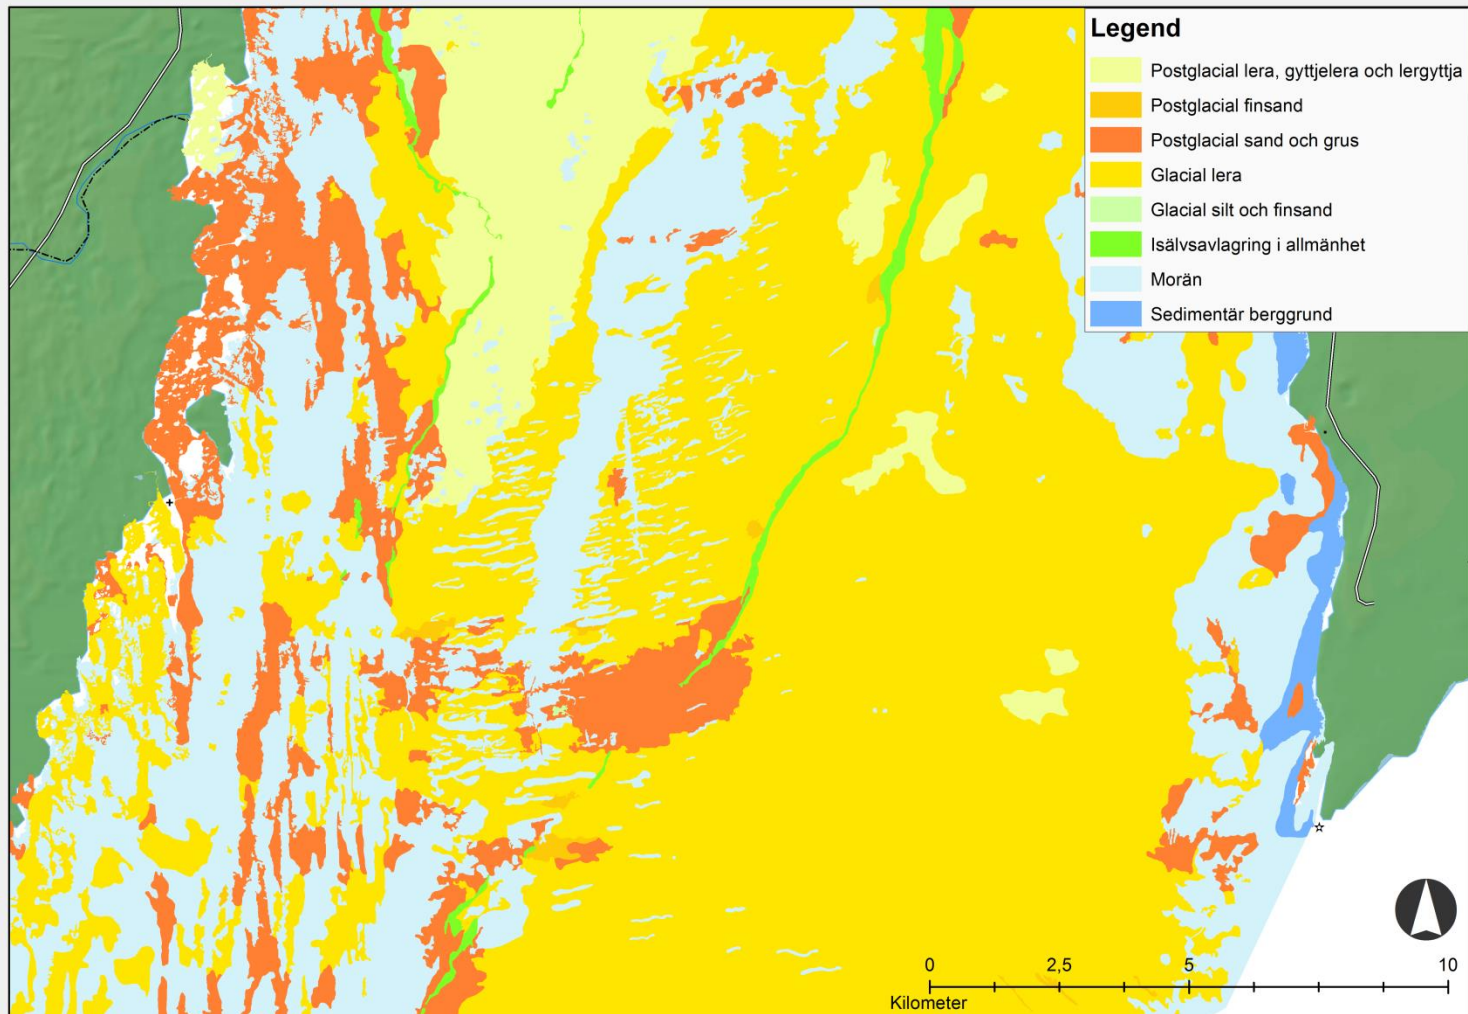 Legend
Postglacial lera, gyttjelera och lergyttja
Postglacial finsand
Postglacial sand och grus
Glacial lera
Glacial silt och finsand
Isälvsavlagring i allmänhet
Morän
Sedimentär berggrund
0 2,5 5 10
Kilometer